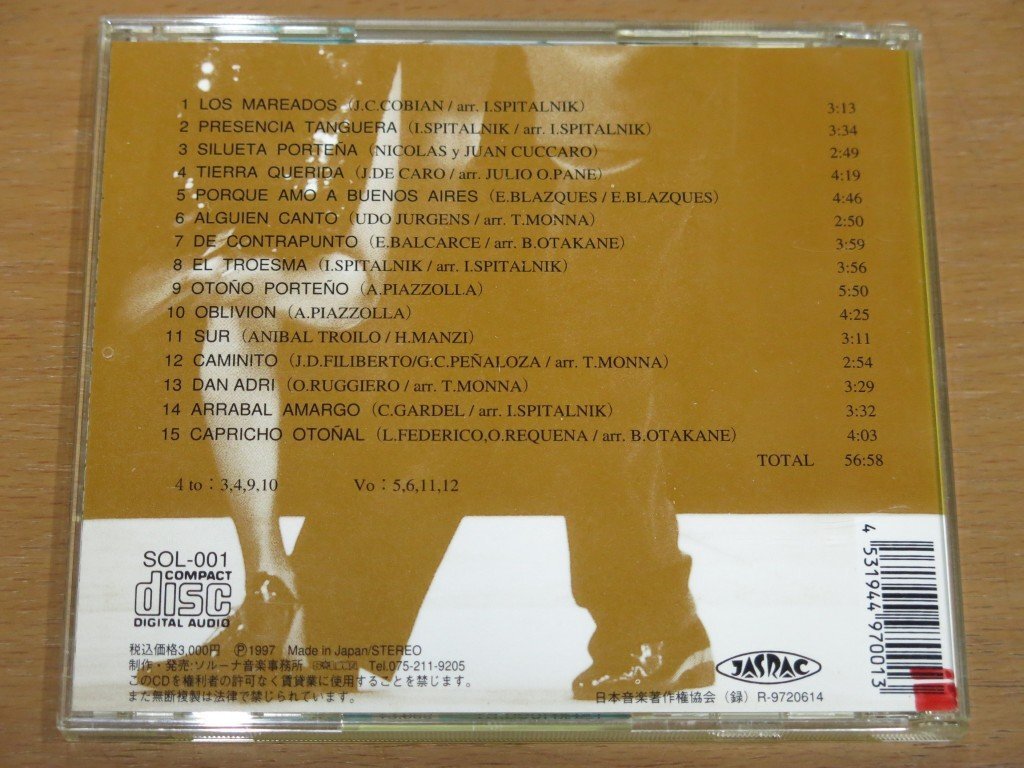 1 LOS MAREADOS (J.C.COBIAN / arr. I.SPITALNIK) 3:13
2 PRESENCIA TANGUERA (I.SPITALNIK / arr. I.SPITALNIK) 3:34
3 SILUETA PORTEÑA (NICOLAS y JUAN CUCCARO) 2:49
4 TIERRA QUERIDA (J.DE CARO / arr. JULIO O.PANE) 4:19
5 PORQUE AMO A BUENOS AIRES (E.BLAZQUES / E.BLAZQUES) 4:46
6 ALGUIEN CANTO (UDO JURGENS / arr. T.MONNA) 2:50
7 DE CONTRAPUNTO (E.BALCARCE / arr. B.OTAKANE) 3:59
8 EL TROESMA (I.SPITALNIK / arr. I.SPITALNIK) 3:56
9 OTOÑO PORTEÑO (A.PIAZZOLLA) 5:50
10 OBLIVION (A.PIAZZOLLA) 4:25
11 SUR (ANIBAL TROILO / H.MANZI) 3:11
12 CAMINITO (J.D.FILIBERTO/G.C.PEÑALOZA / arr. T.MONNA) 2:54
13 DAN ADRI (O.RUGGIERO / arr. T.MONNA) 3:29
14 ARRABAL AMARGO (C.GARDEL / arr. I.SPITALNIK) 3:32
15 CAPRICHO OTOÑAL (L.FEDERICO,O.REQUENA / arr. B.OTAKANE) 4:03
TOTAL 56:58
4 to:3,4,9,10 Vo:5,6,11,12
SOL-001
COMPACT
disc
DIGITAL AUDIO
税込価格3,000円 ℗1997 Made in Japan/STEREO
制作・発売:ソルーナ音楽事務所 Tel.075-211-9205
このCDを権利者の許可なく賃貸業に使用することを禁じます。
また無断複製は法律で禁じられています。
JASRAC
日本音楽著作権協会(録)R-9720614
4 531944 970013